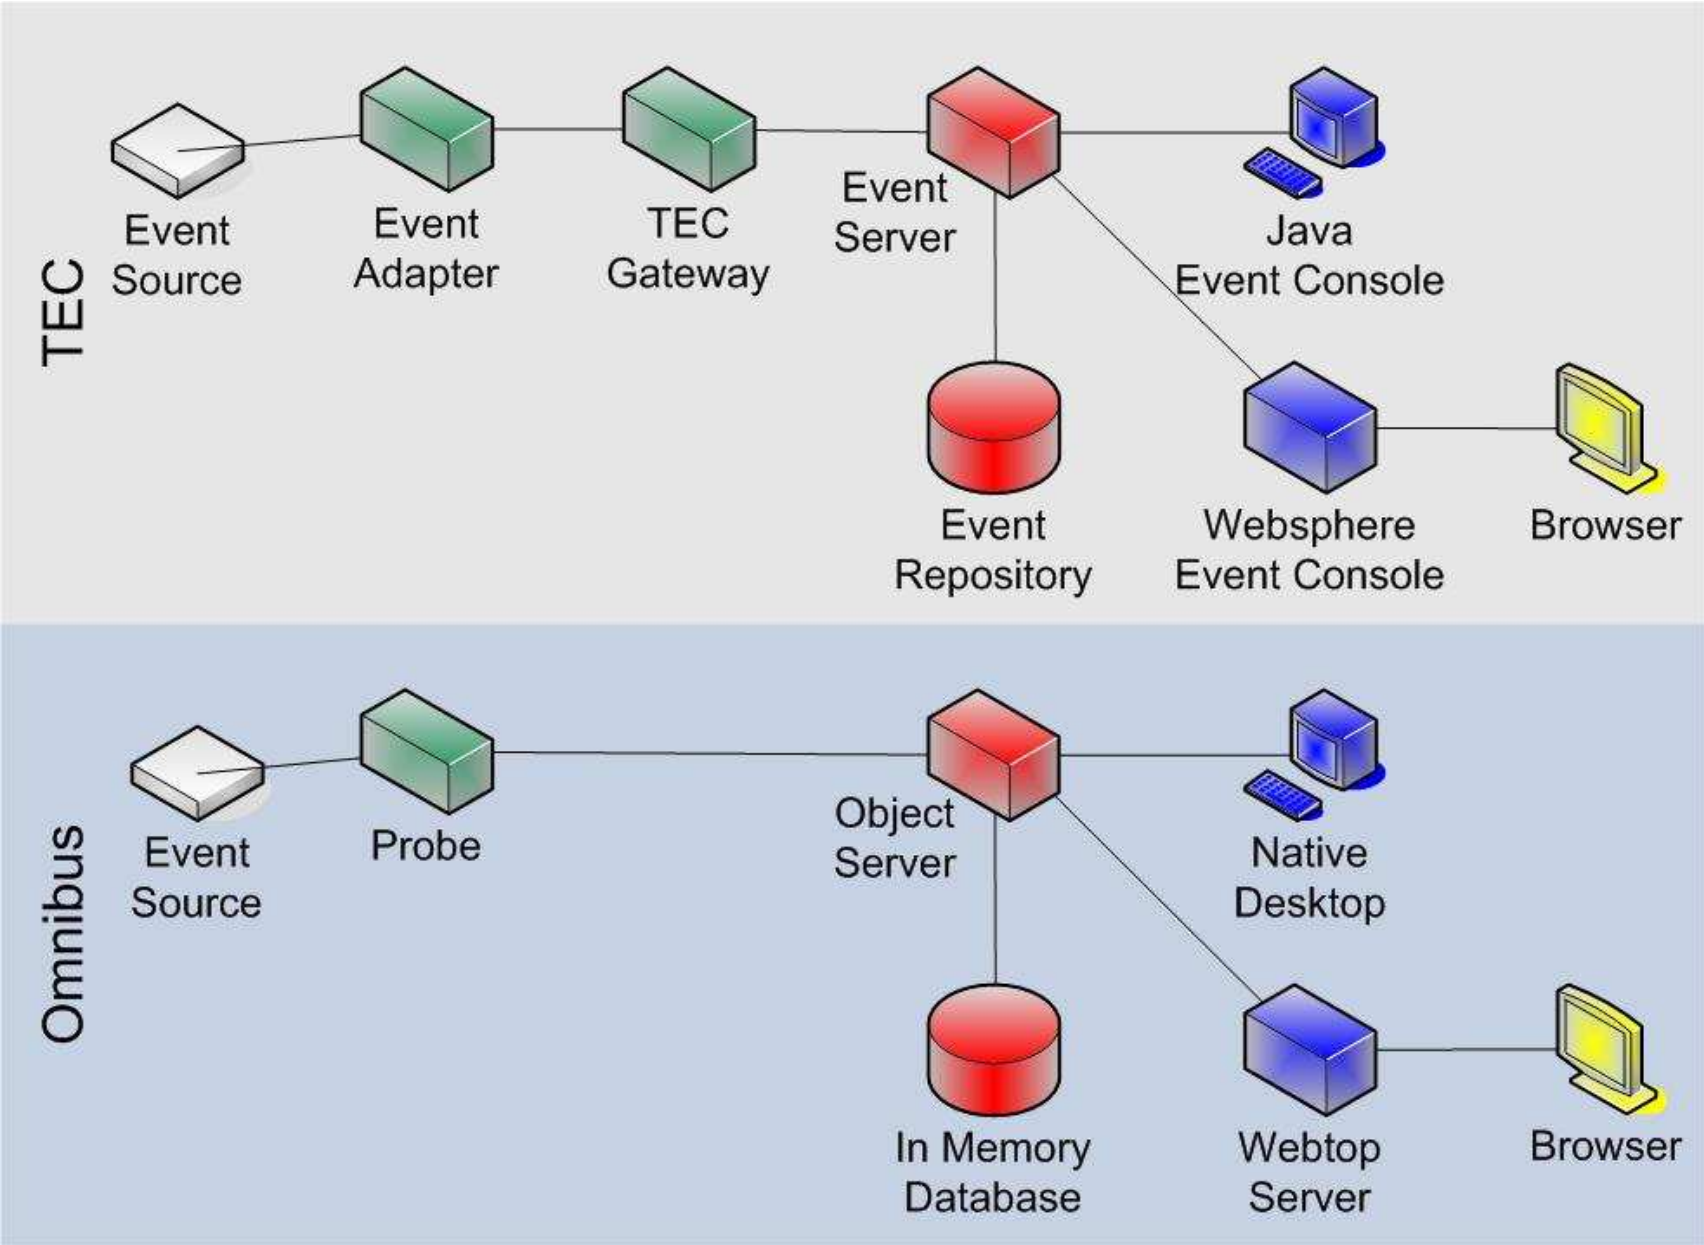 TEC
Event
Source
Event
Adapter
TEC
Gateway
Event
Server
Java
Event Console
Event
Repository
Websphere
Event Console
Browser
Omnibus
Event
Source
Probe
Object
Server
Native
Desktop
In Memory
Database
Webtop
Server
Browser